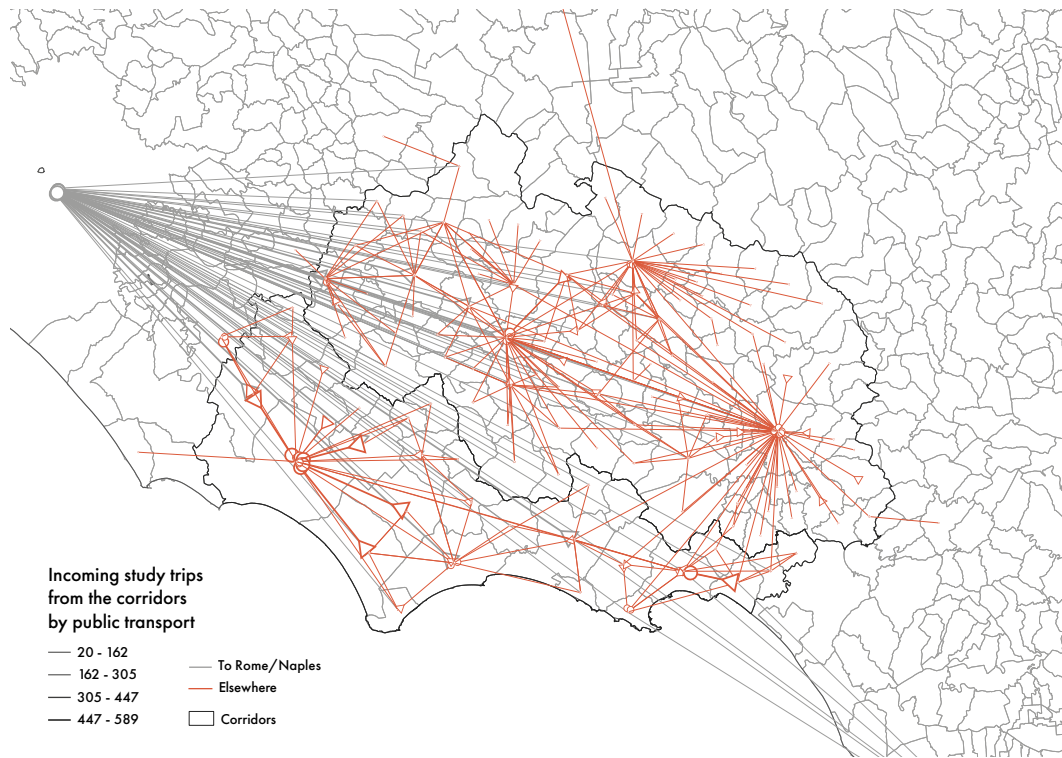 Incoming study trips
from the corridors
by public transport
20 - 162
162 - 305
305 - 447
447 - 589
To Rome/Naples
Elsewhere
Corridors